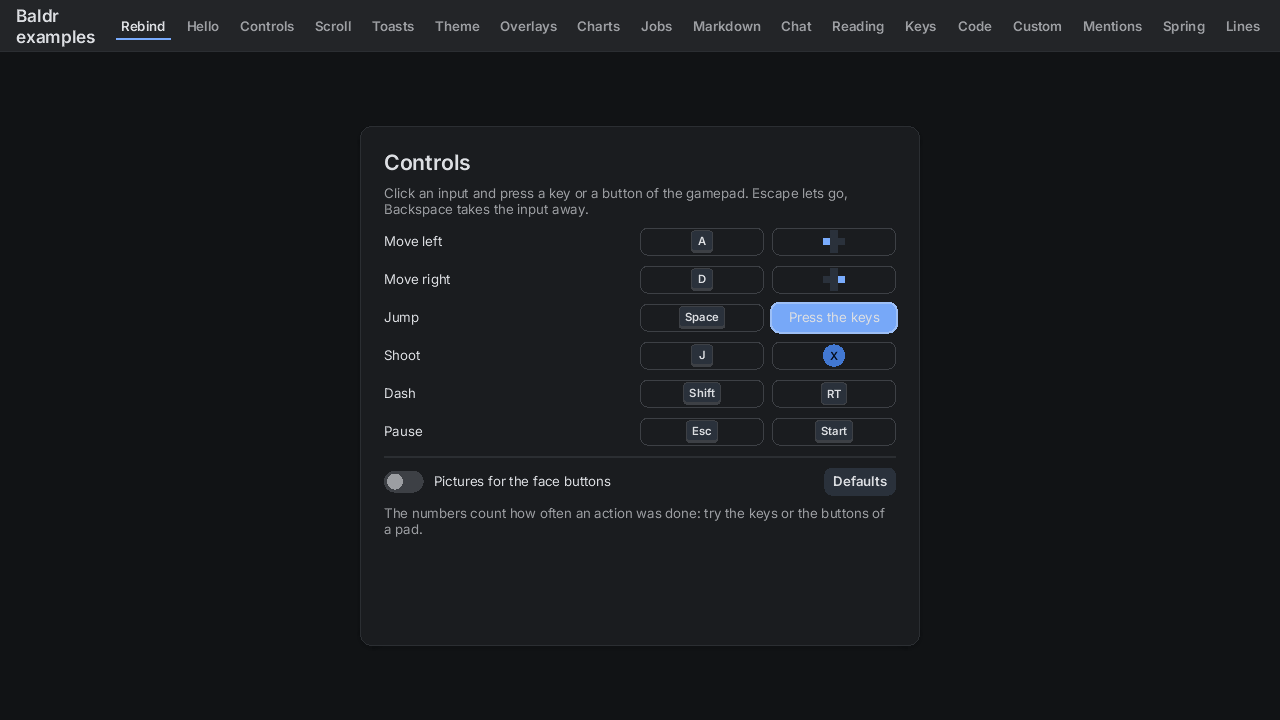 Baldr examples
Rebind Hello Controls Scroll Toasts Theme Overlays Charts Jobs Markdown Chat Reading Keys Code Custom Mentions Spring Lines
Controls
Click an input and press a key or a button of the gamepad. Escape lets go,
Backspace takes the input away.
Move left A
Move right D
Jump Space Press the keys
Shoot J X
Dash Shift RT
Pause Esc Start
Pictures for the face buttons Defaults
The numbers count how often an action was done: try the keys or the buttons of
a pad.